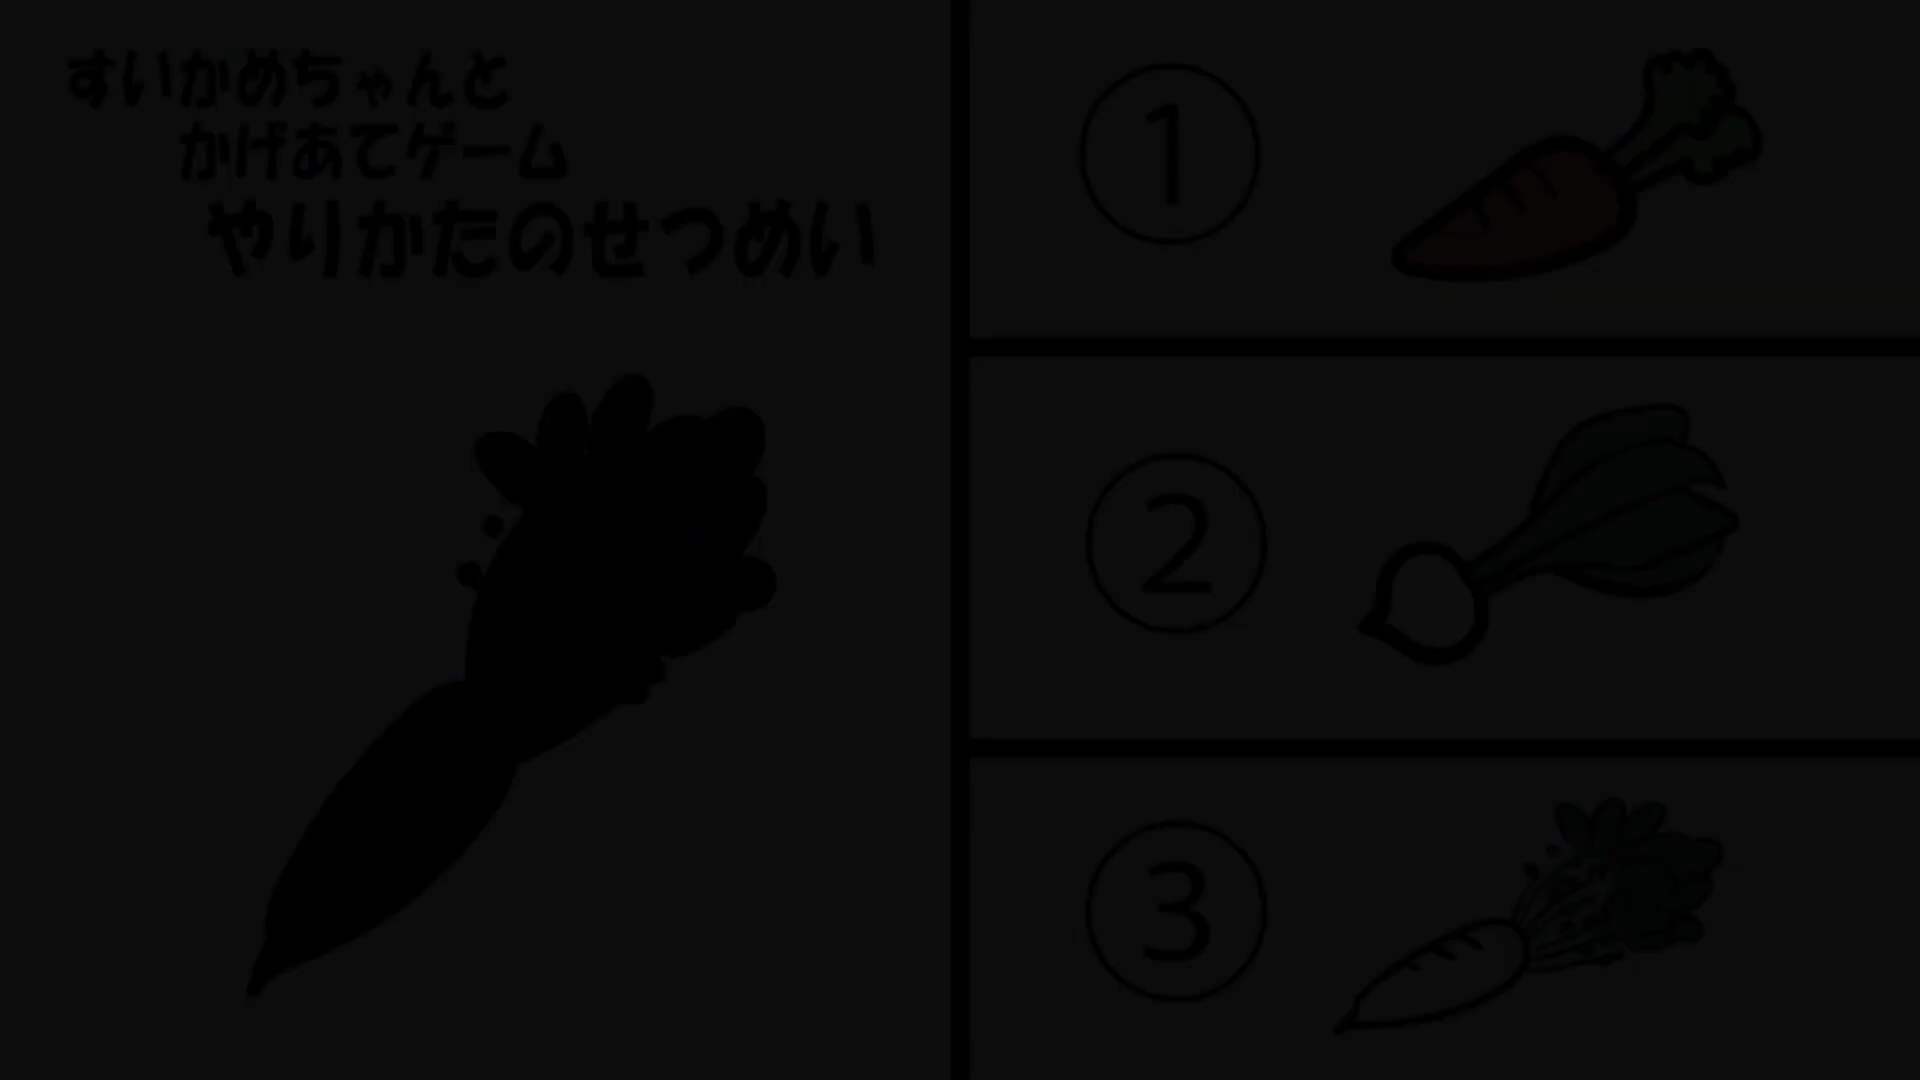 すいかめちゃんと
かげあてゲーム
やりかたのせつめい
①
②
③